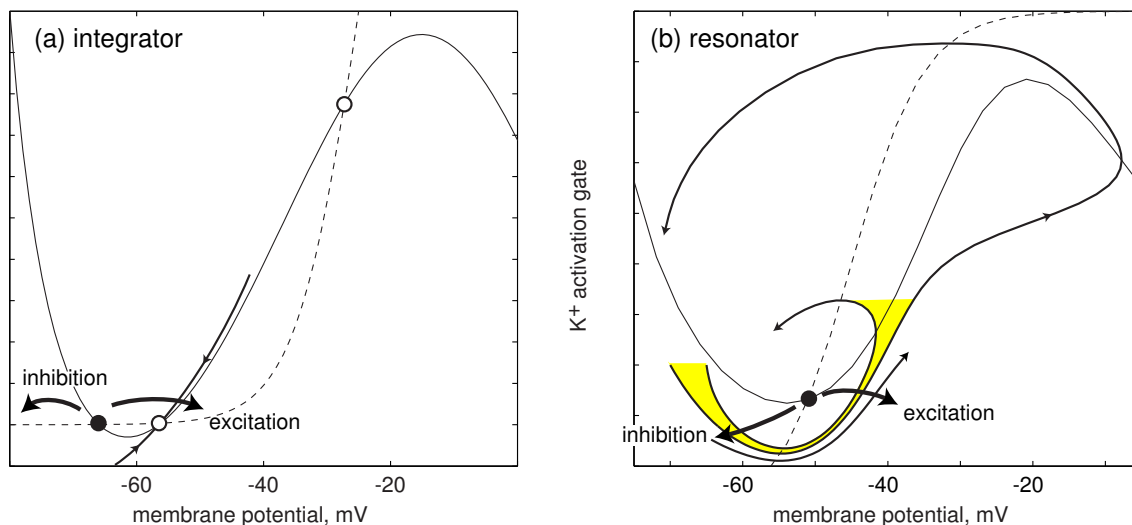 (a) integrator
inhibition
excitation
-60
-40
-20
membrane potential, mV
(b) resonator
K+ activation gate
inhibition
excitation
-60
-40
-20
membrane potential, mV